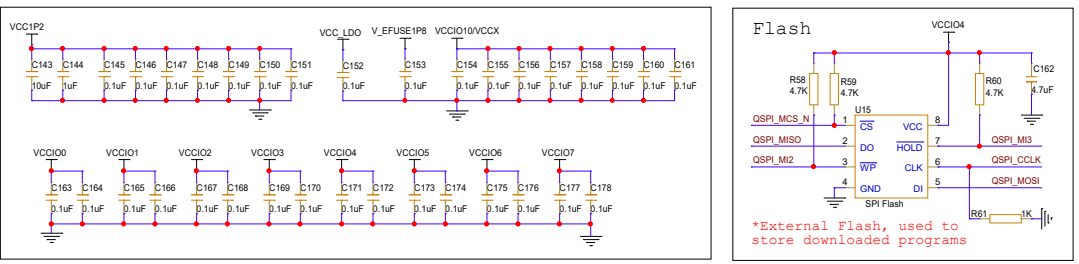 VCC1P2
C143 C144 C145 C146 C147 C148 C149 C150 C151
10uF 1uF 0.1uF 0.1uF 0.1uF 0.1uF 0.1uF 0.1uF 0.1uF
VCC_LDO V_EFUSE1P8 VCCIO10/VCCX
C152 C153 C154 C155 C156 C157 C158 C159 C160 C161
0.1uF 0.1uF 0.1uF 0.1uF 0.1uF 0.1uF 0.1uF 0.1uF 0.1uF 0.1uF
VCCIO0 VCCIO1 VCCIO2 VCCIO3 VCCIO4 VCCIO5 VCCIO6 VCCIO7
C163 C164 C165 C166 C167 C168 C169 C170 C171 C172 C173 C174 C175 C176 C177 C178
0.1uF 0.1uF 0.1uF 0.1uF 0.1uF 0.1uF 0.1uF 0.1uF 0.1uF 0.1uF 0.1uF 0.1uF 0.1uF 0.1uF 0.1uF 0.1uF
Flash
VCCIO4
R58 R59 R60 C162
4.7K 4.7K 4.7K 4.7uF
U15
QSPI_MCS_N 1 CS VCC 8
QSPI_MISO 2 DO HOLD 7 QSPI_MI3
QSPI_MI2 3 WP CLK 6 QSPI_CCLK
4 GND DI 5 QSPI_MOSI
SPI Flash
R61 1K
*External Flash, used to
store downloaded programs